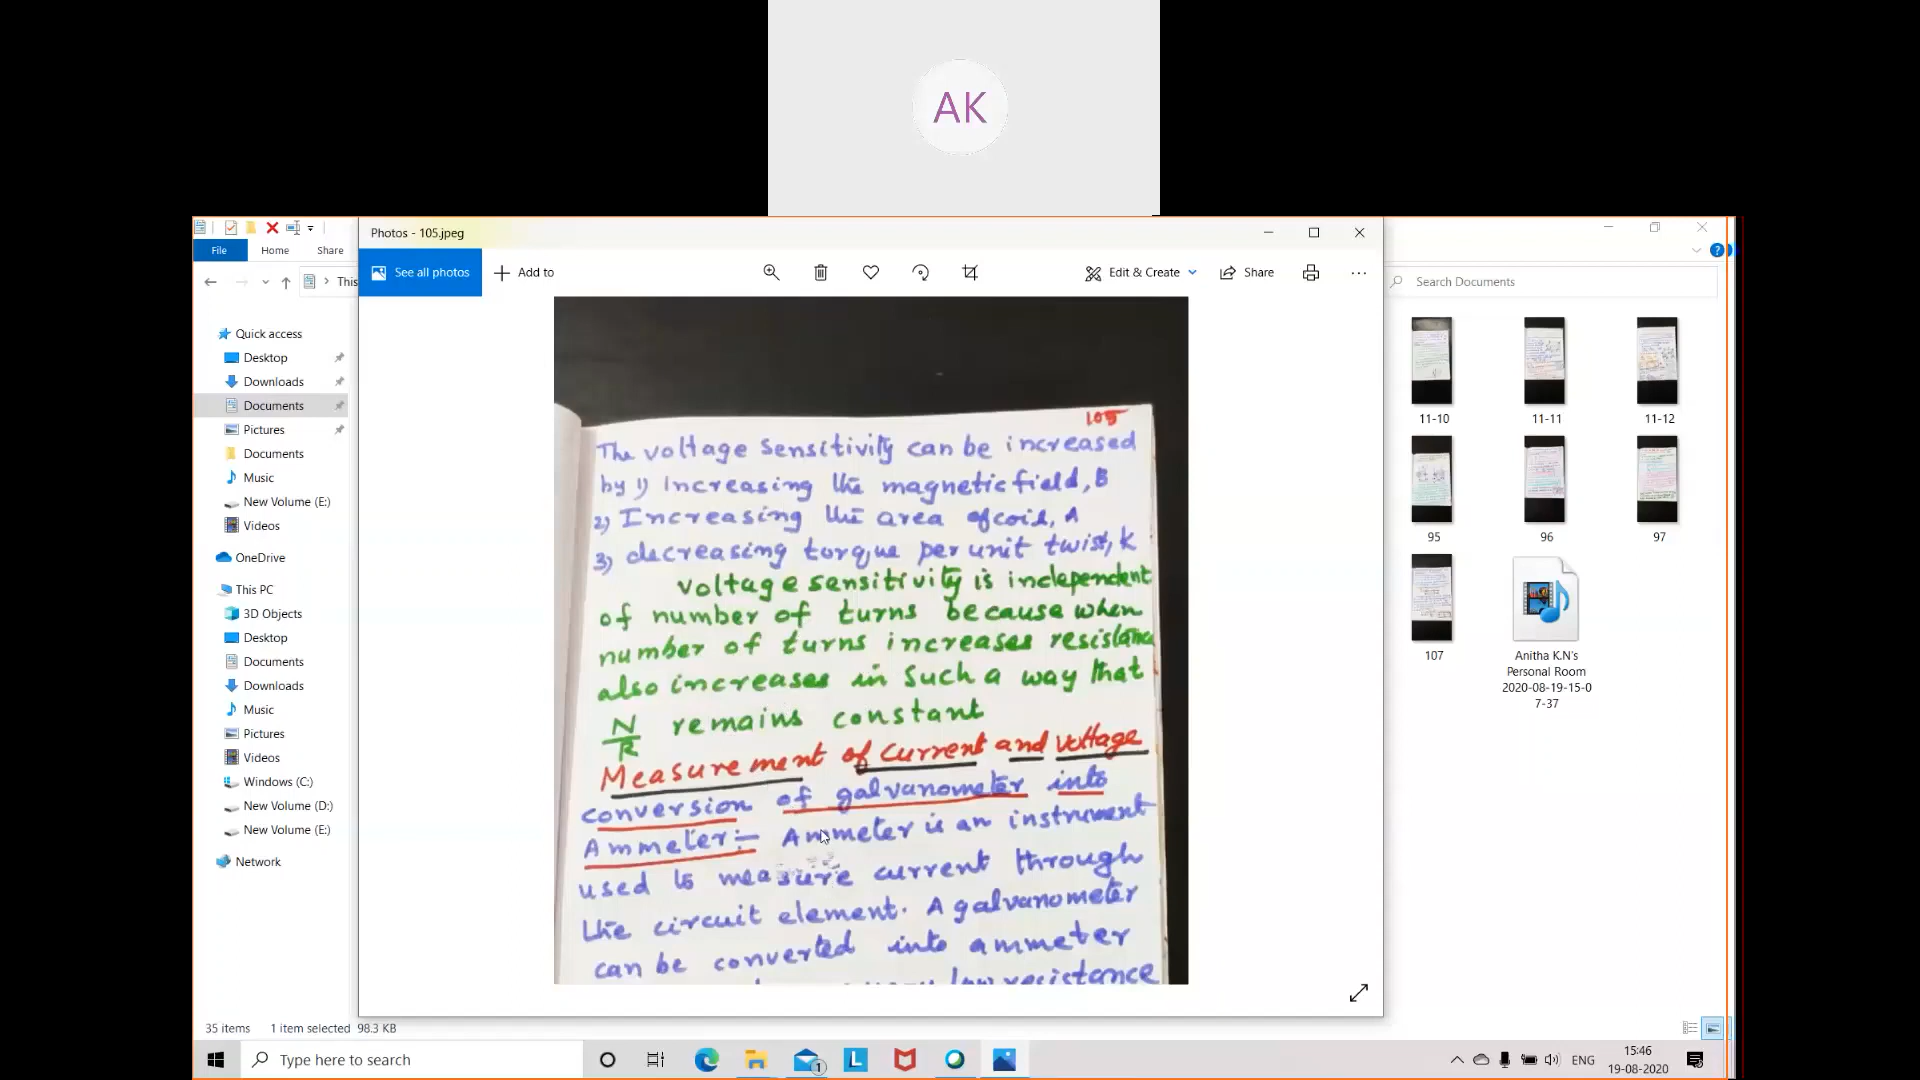 AK
Photos - 105.jpeg
File
Home
Share
See all photos
Add to
Edit & Create
Share
This
Search Documents
Quick access
Desktop
Downloads
Documents
Pictures
Documents
Music
New Volume (E:)
Videos
OneDrive
This PC
3D Objects
Desktop
Documents
Downloads
Music
Pictures
Videos
Windows (C:)
New Volume (D:)
New Volume (E:)
Network
105
The voltage sensitivity can be increased
by 1) Increasing the magnetic field, B
2) Increasing the area of coil, A
3) decreasing torque per unit twist, K
voltage sensitivity is independent
of number of turns because when
number of turns increases resistance
also increases in such a way that
N/R remains constant
Measurement of current and voltage
conversion of galvanometer into
Ammeter:- Ammeter is an instrument
used to measure current through
the circuit element. A galvanometer
can be converted into ammeter
low resistance
11-10
11-11
11-12
95
96
97
107
Anitha K.N's
Personal Room
2020-08-19-15-0
7-37
35 items
1 item selected 98.3 KB
Type here to search
1
L
ENG
15:46
19-08-2020